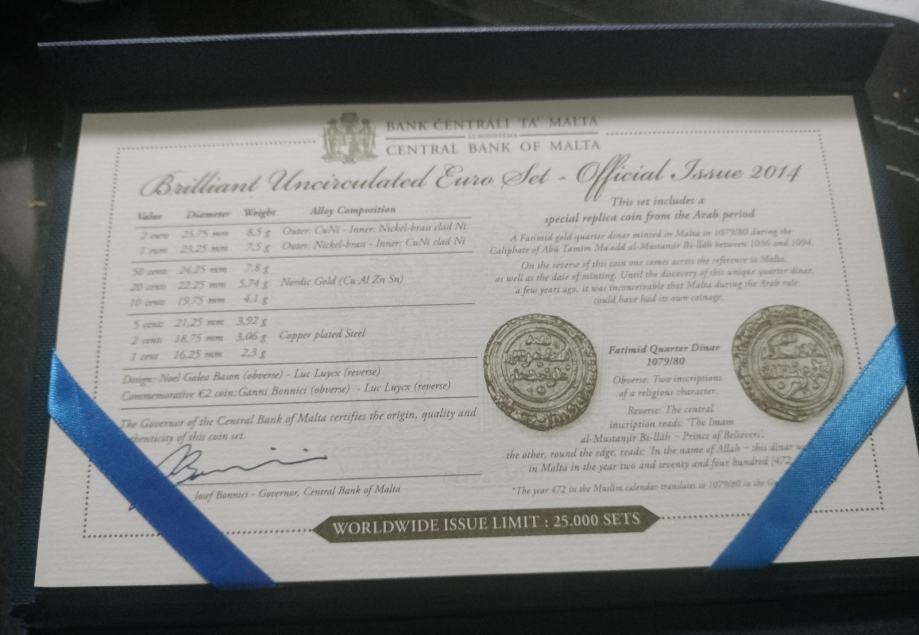 BANK ĊENTRALI TA' MALTA
EUROSISTEMA
CENTRAL BANK OF MALTA
Brilliant Uncirculated Euro Set - Official Issue 2014
Value Diameter Weight Alloy Composition
2 euro 25,75 mm 8,5 g Outer: CuNi - Inner: Nickel-brass clad Ni
1 euro 23,25 mm 7,5 g Outer: Nickel-brass - Inner: CuNi clad Ni
50 cents 24,25 mm 7,8 g
20 cents 22,25 mm 5,74 g Nordic Gold (Cu Al Zn Sn)
10 cents 19,75 mm 4,1 g
5 cents 21,25 mm 3,92 g
2 cents 18,75 mm 3,06 g Copper plated Steel
1 cent 16,25 mm 2,3 g
Design: Noel Galea Bason (obverse) - Luc Luycx (reverse)
Commemorative €2 coin: Ganni Bonnici (obverse) - Luc Luycx (reverse)
The Governor of the Central Bank of Malta certifies the origin, quality and
henticity of this coin set.
Josef Bonnici - Governor, Central Bank of Malta
This set includes a
special replica coin from the Arab period
A Fatimid gold quarter dinar minted in Malta in 1079/80 during the
Caliphate of Abū Tamīm Ma'add al-Mustanṣir Bi-llāh between 1036 and 1094.
On the reverse of this coin one comes across the reference to Malta,
as well as the date of minting. Until the discovery of this unique quarter dinar,
a few years ago, it was inconceivable that Malta during the Arab rule
could have had its own coinage.
Fatimid Quarter Dinar
1079/80
Obverse: Two inscriptions
of a religious character.
Reverse: The central
inscription reads: 'The Imam
al-Mustanṣir Bi-llāh - Prince of Believers';
the other, round the edge, reads: 'In the name of Allah - this dinar w
in Malta in the year two and seventy and four hundred [472
*The year 472 in the Muslim calendar translates to 1079/80 in the G
WORLDWIDE ISSUE LIMIT : 25.000 SETS